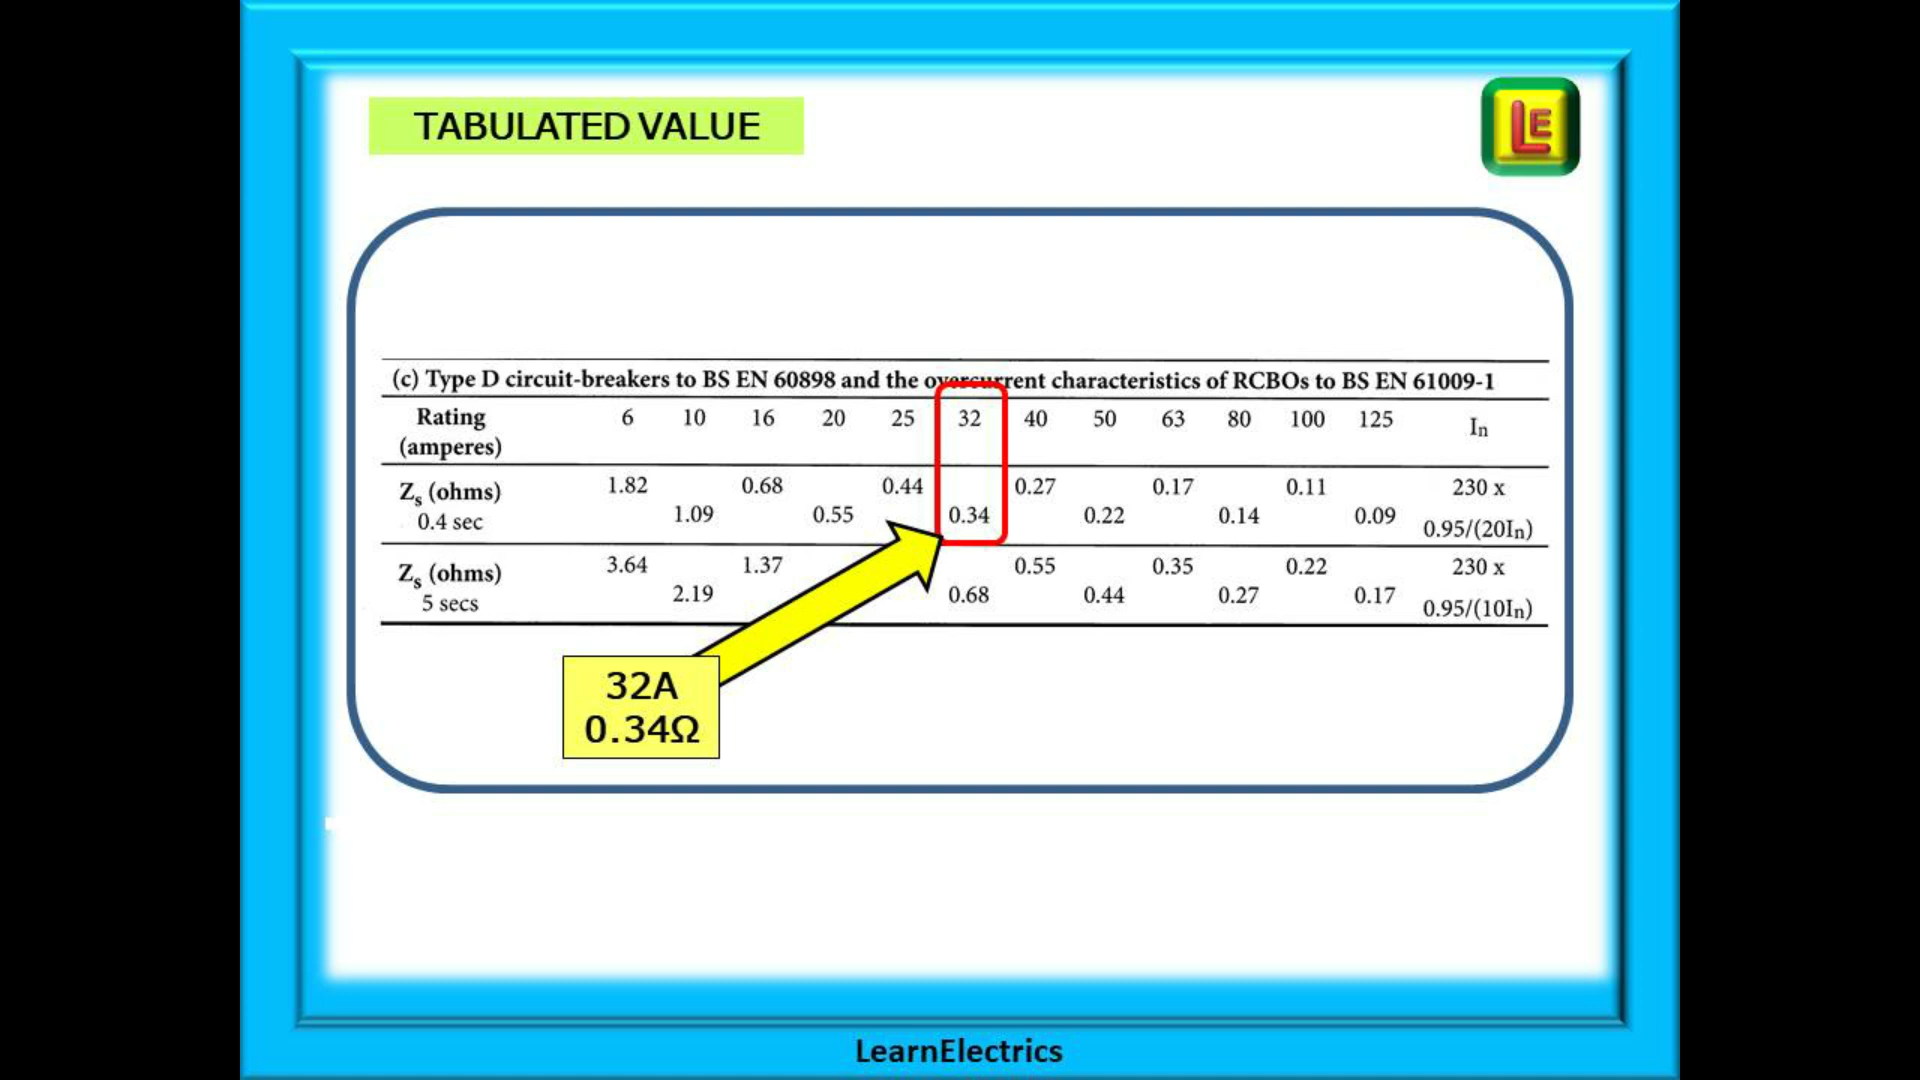 TABULATED VALUE
LE
(c) Type D circuit-breakers to BS EN 60898 and the overcurrent characteristics of RCBOs to BS EN 61009-1
Rating (amperes) 6 10 16 20 25 32 40 50 63 80 100 125 In
Zs (ohms) 1.82 0.68 0.44 0.27 0.17 0.11 230 x
0.4 sec 1.09 0.55 0.34 0.22 0.14 0.09 0.95/(20In)
Zs (ohms) 3.64 1.37 0.55 0.35 0.22 230 x
5 secs 2.19 0.68 0.44 0.27 0.17 0.95/(10In)
32A
0.34Ω
LearnElectrics